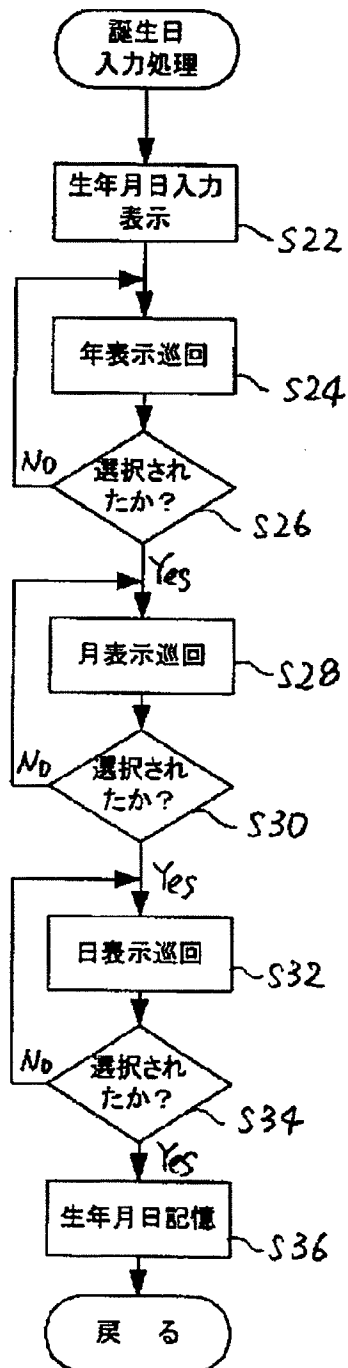 誕生日
入力処理
生年月日入力
表示
S22
年表示巡回
S24
選択され
たか？
No
S26
Yes
月表示巡回
S28
選択され
たか？
No
S30
Yes
日表示巡回
S32
選択され
たか？
No
S34
Yes
生年月日記憶
S36
戻 る